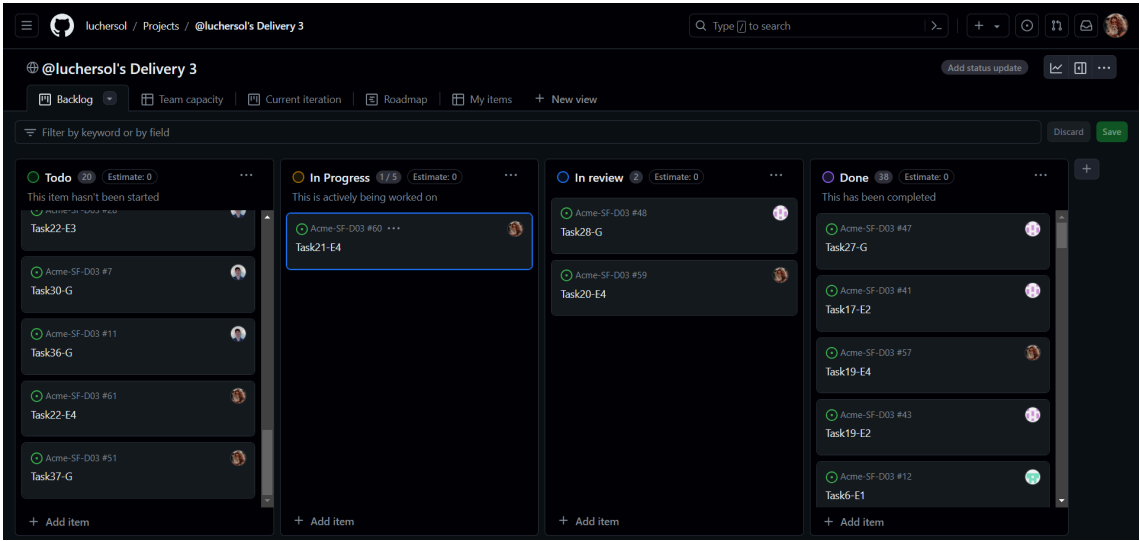 luchersol / Projects / @luchersol's Delivery 3
Type / to search
@luchersol's Delivery 3
Add status update
Backlog
Team capacity
Current iteration
Roadmap
My items
+ New view
Filter by keyword or by field
Discard
Save
Todo 20 Estimate: 0
This item hasn't been started
Acme-SF-D03 #28
Task22-E3
Acme-SF-D03 #7
Task30-G
Acme-SF-D03 #11
Task36-G
Acme-SF-D03 #61
Task22-E4
Acme-SF-D03 #51
Task37-G
+ Add item
In Progress 1 / 5 Estimate: 0
This is actively being worked on
Acme-SF-D03 #60
Task21-E4
+ Add item
In review 2 Estimate: 0
Acme-SF-D03 #48
Task28-G
Acme-SF-D03 #59
Task20-E4
+ Add item
Done 38 Estimate: 0
This has been completed
Acme-SF-D03 #47
Task27-G
Acme-SF-D03 #41
Task17-E2
Acme-SF-D03 #57
Task19-E4
Acme-SF-D03 #43
Task19-E2
Acme-SF-D03 #12
Task6-E1
+ Add item